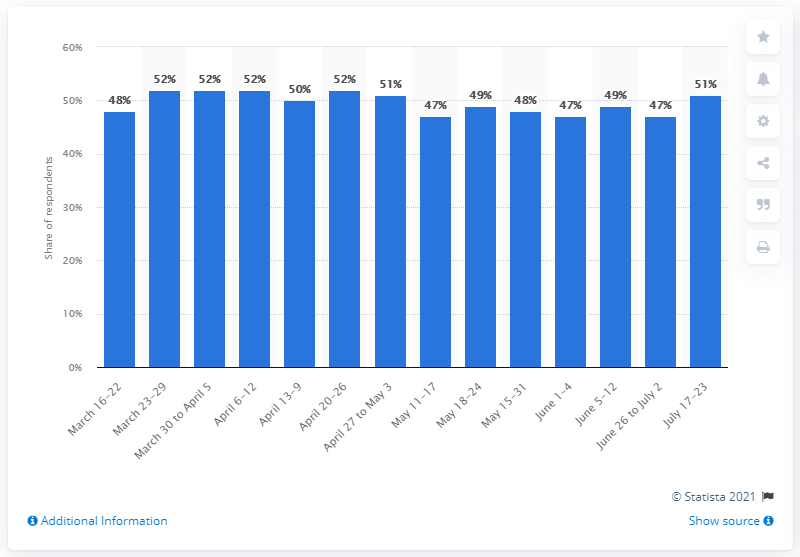 60%
50%
40%
30%
20%
10%
0%
Share of respondents
48%
52%
52%
52%
50%
52%
51%
47%
49%
48%
47%
49%
47%
51%
March 16–22
March 23–29
March 30 to April 5
April 6–12
April 13–9
April 20–26
April 27 to May 3
May 11–17
May 18–24
May 15–31
June 1–4
June 5–12
June 26 to July 2
July 17–23
© Statista 2021
Additional Information
Show source